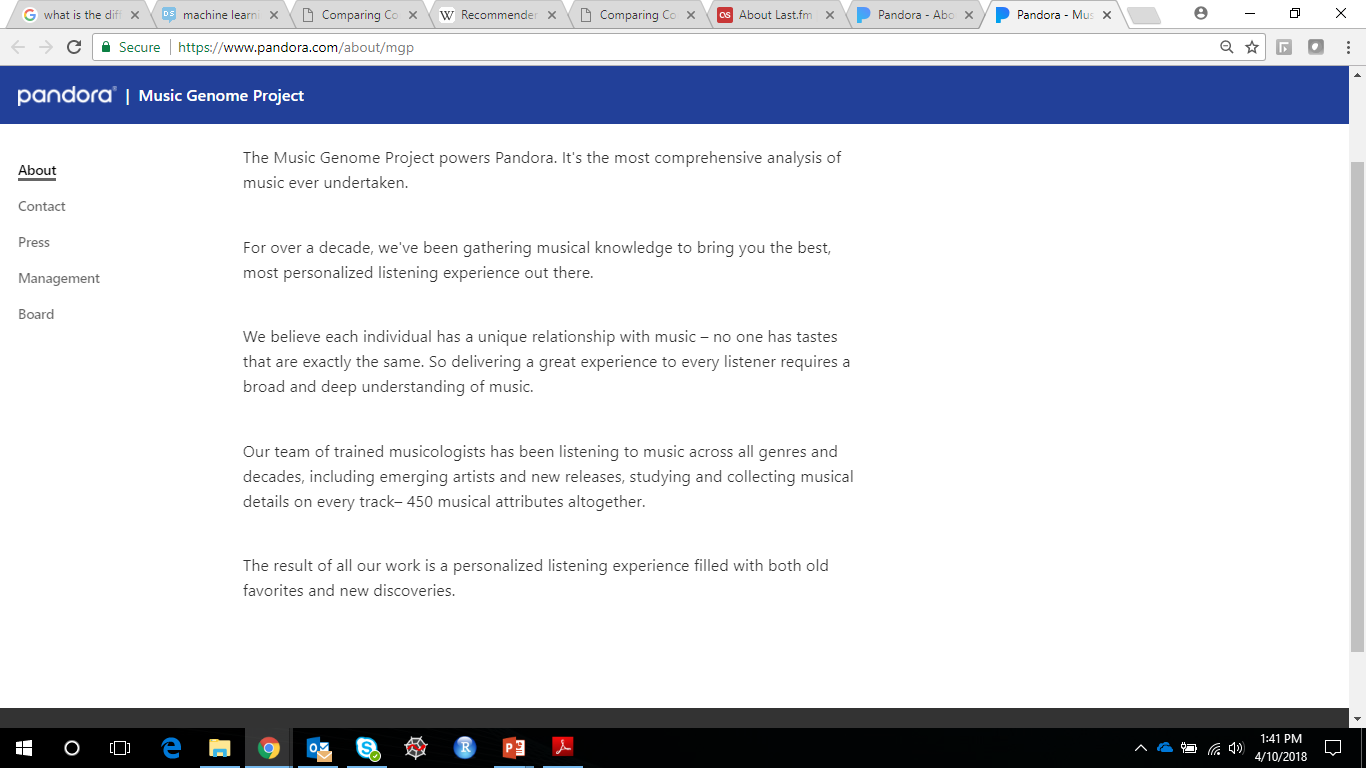 what is the diff
machine learni
Comparing Co
Recommender
Comparing Co
About Last.fm
Pandora - Abo
Pandora - Mus
Secure
https://www.pandora.com/about/mgp
pandora® | Music Genome Project
About
Contact
Press
Management
Board
The Music Genome Project powers Pandora. It's the most comprehensive analysis of
music ever undertaken.
For over a decade, we've been gathering musical knowledge to bring you the best,
most personalized listening experience out there.
We believe each individual has a unique relationship with music – no one has tastes
that are exactly the same. So delivering a great experience to every listener requires a
broad and deep understanding of music.
Our team of trained musicologists has been listening to music across all genres and
decades, including emerging artists and new releases, studying and collecting musical
details on every track– 450 musical attributes altogether.
The result of all our work is a personalized listening experience filled with both old
favorites and new discoveries.
1:41 PM
4/10/2018